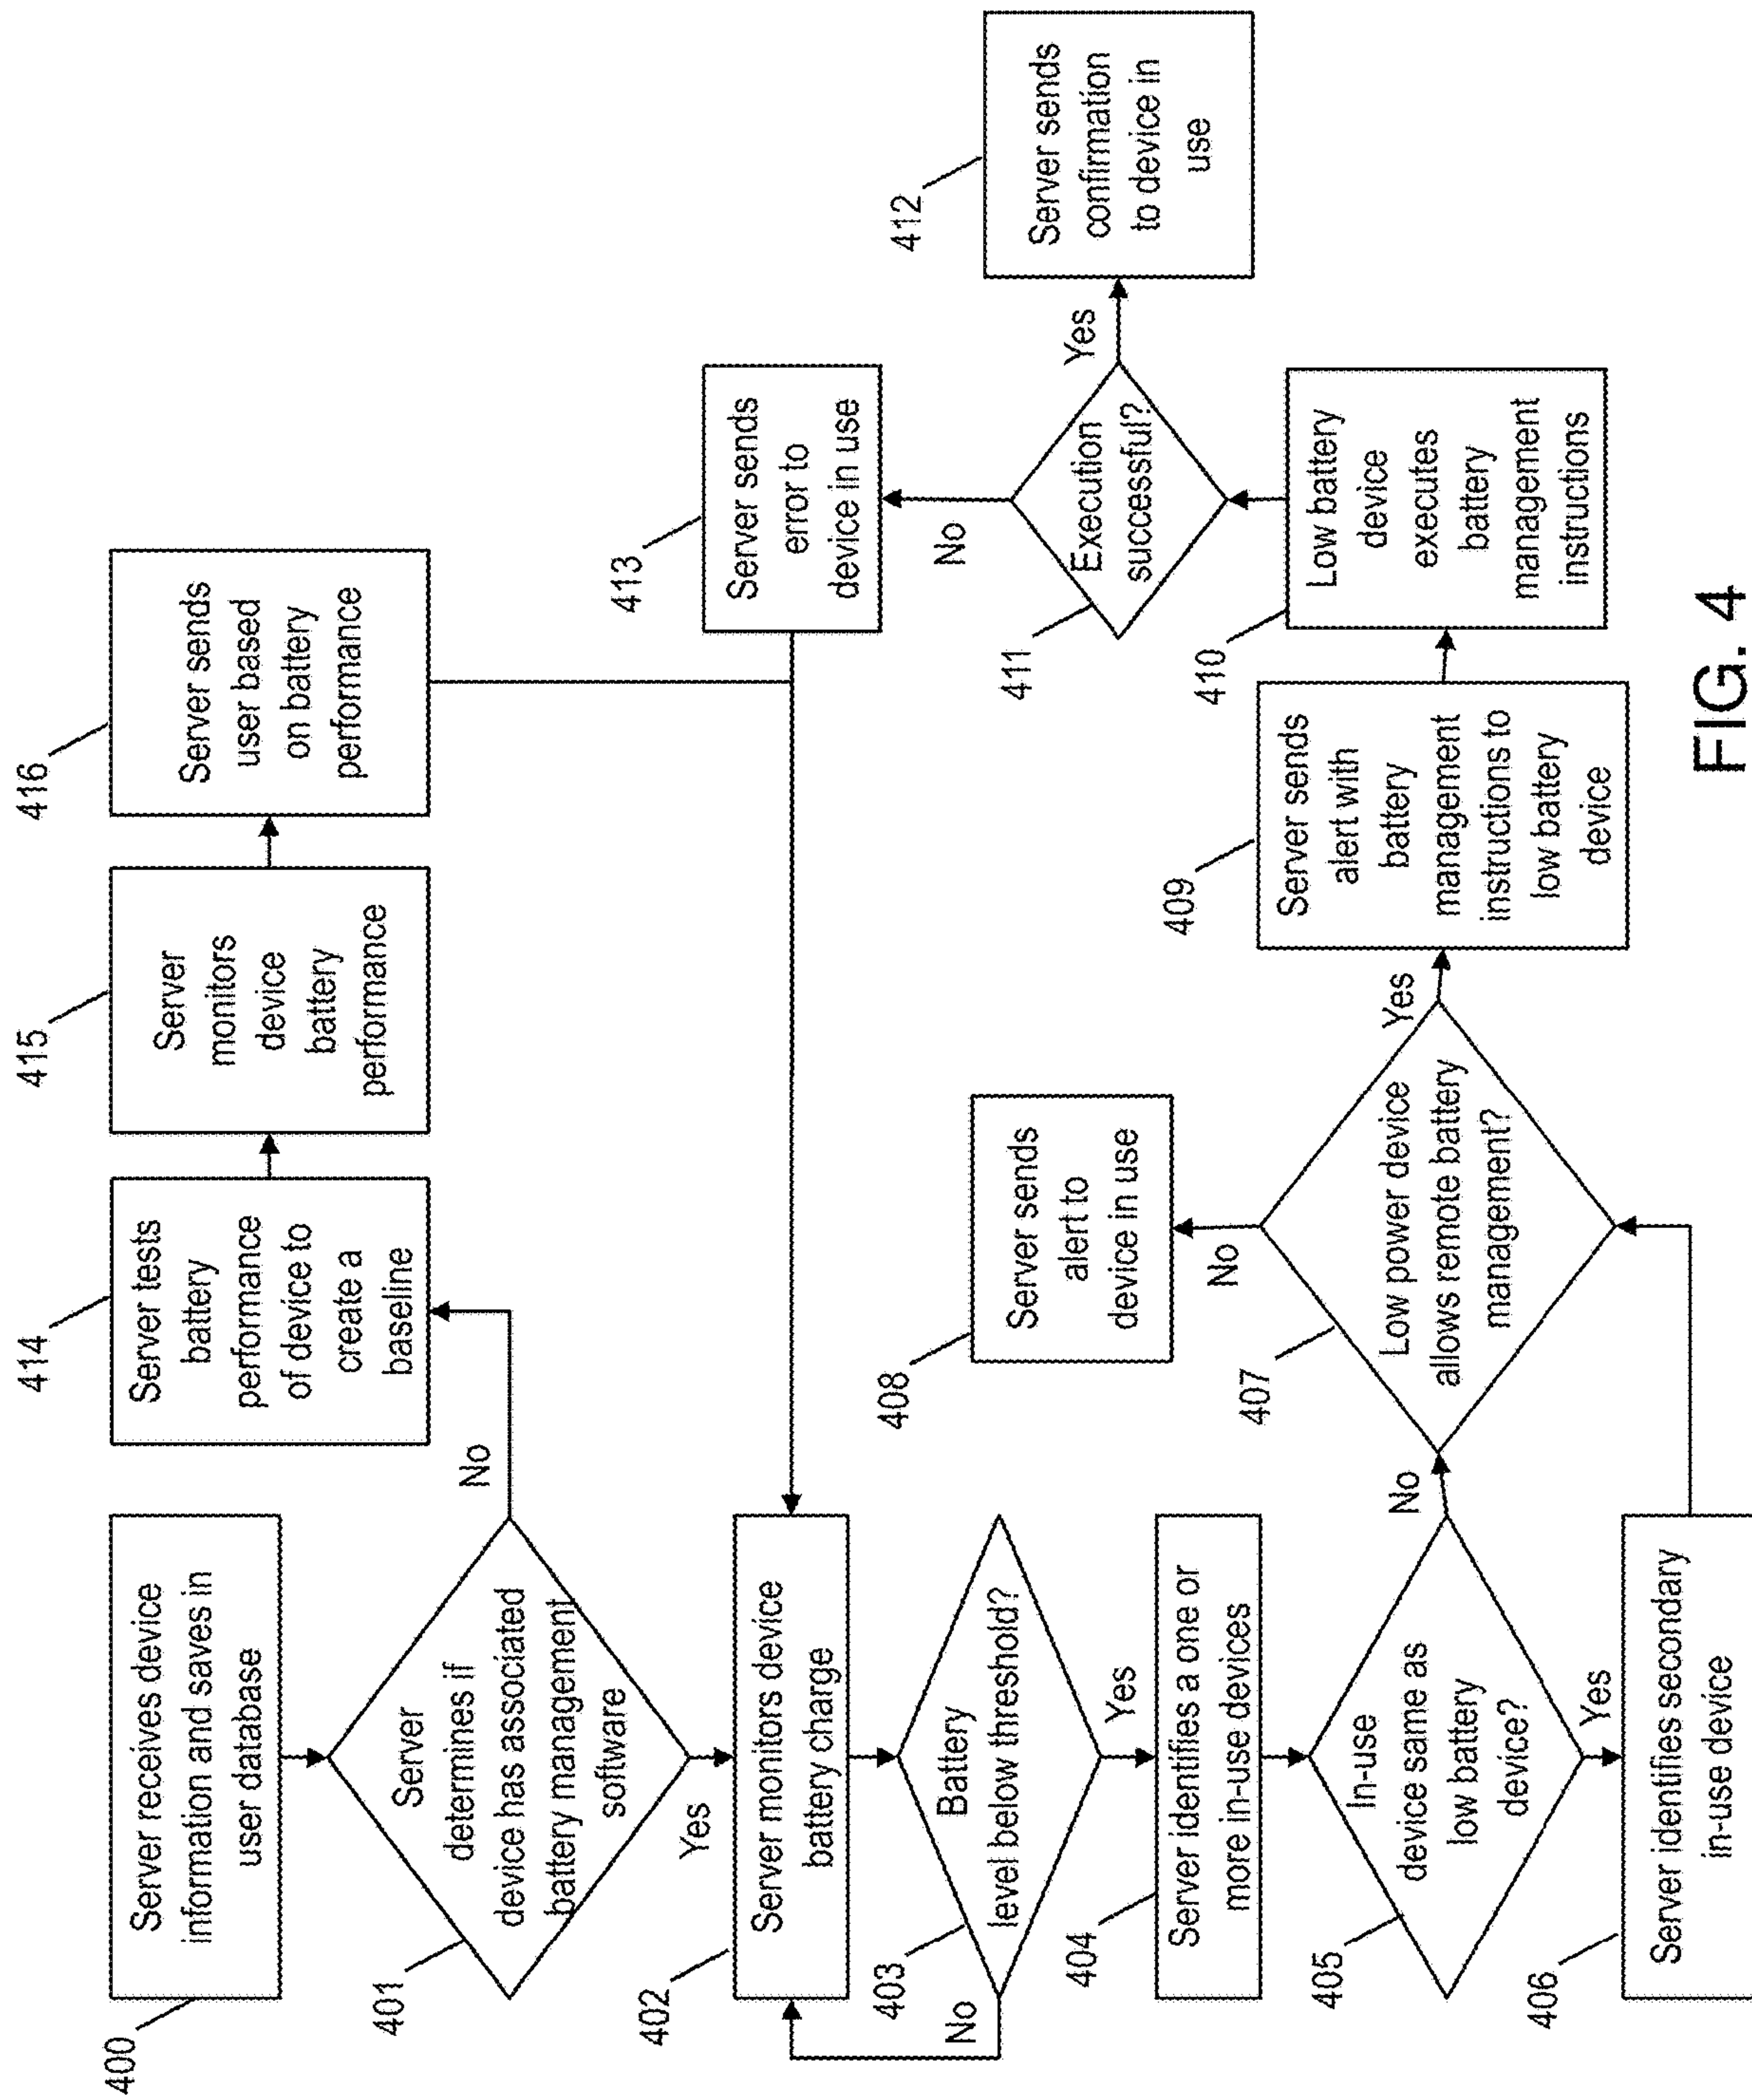 400
Server receives device
information and saves in
user database
401
Server
determines if
device has associated
battery management
software
No
Yes
414
Server tests
battery
performance
of device to
create a
baseline
415
Server
monitors
device
battery
performance
416
Server sends
user based
on battery
performance
402
Server monitors device
battery charge
403
Battery
level below threshold?
No
Yes
404
Server identifies a one or
more in-use devices
405
In-use
device same as
low battery
device?
No
Yes
406
Server identifies secondary
in-use device
407
Low power device
allows remote battery
management?
No
Yes
408
Server sends
alert to
device in use
409
Server sends
alert with
battery
management
instructions to
low battery
device
410
Low battery
device
executes
battery
management
instructions
411
Execution
successful?
No
Yes
413
Server sends
error to
device in use
412
Server sends
confirmation
to device in
use
FIG. 4